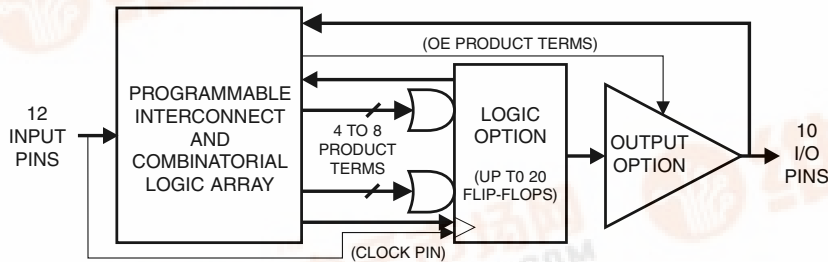 (OE PRODUCT TERMS)
12
INPUT
PINS
PROGRAMMABLE
INTERCONNECT
AND
COMBINATORIAL
LOGIC ARRAY
4 TO 8
PRODUCT
TERMS
LOGIC
OPTION
(UP T0 20
FLIP-FLOPS)
OUTPUT
OPTION
10
I/O
PINS
(CLOCK PIN)